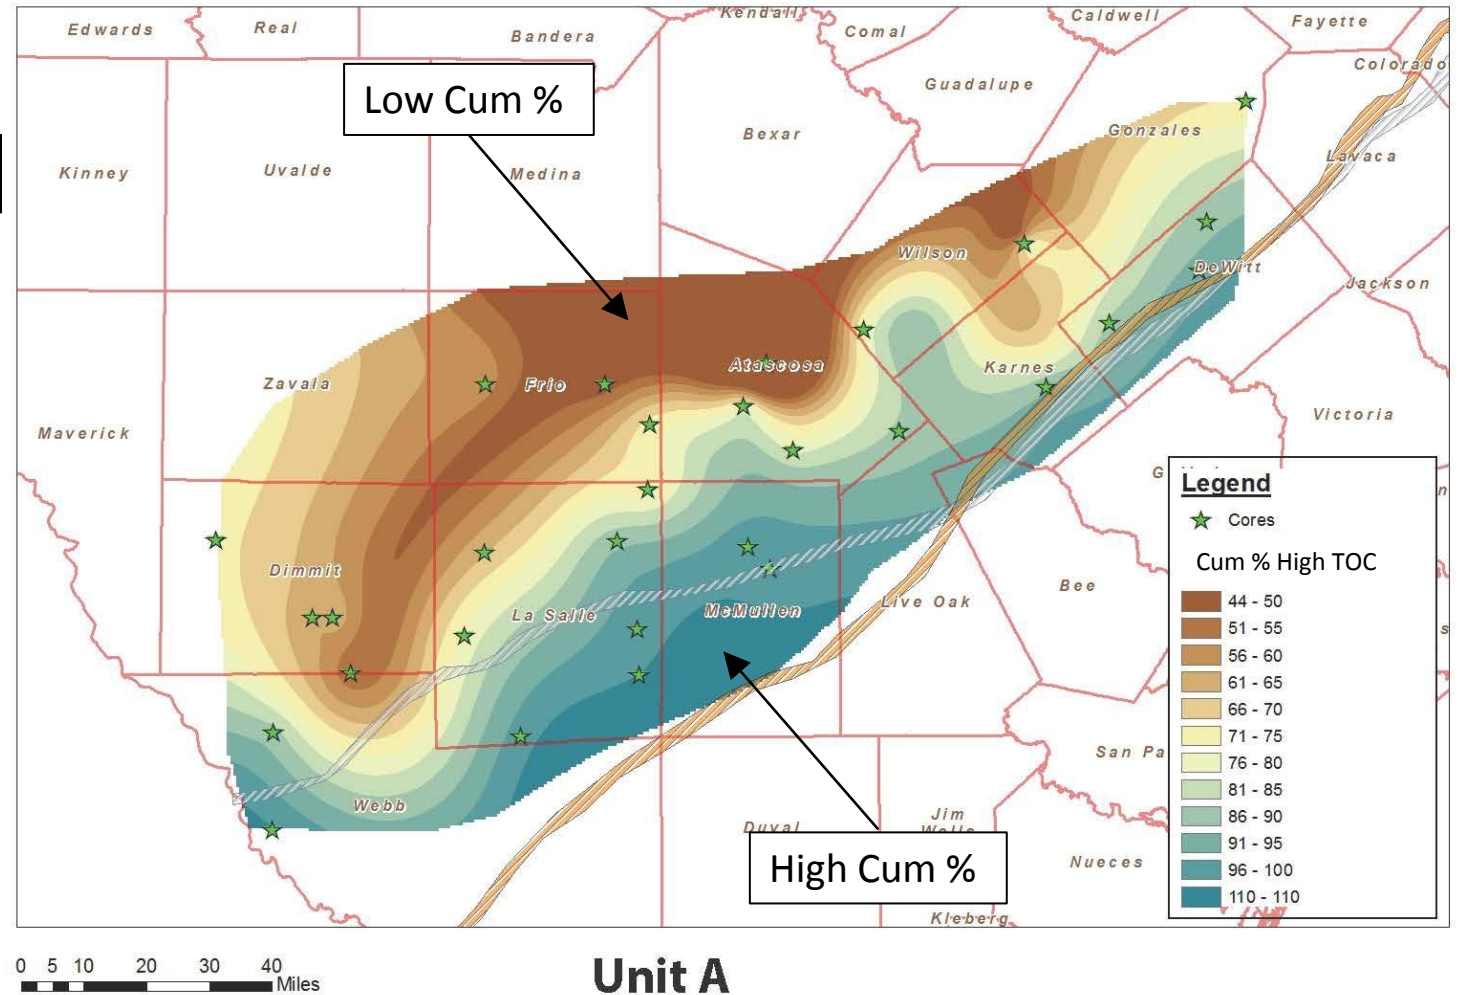 Edwards
Real
Bandera
Kendall
Comal
Caldwell
Fayette
Colorado
Guadalupe
Low Cum %
Bexar
Gonzales
Lavaca
Kinney
Uvalde
Medina
Wilson
DeWitt
Jackson
Zavala
Frio
Atascosa
Karnes
Maverick
Victoria
G
n
Dimmit
La Salle
McMullen
Live Oak
Bee
s
San Pa
Webb
Duval
Jim
Wells
Nueces
Kleberg
High Cum %
Legend
Cores
Cum % High TOC
44 - 50
51 - 55
56 - 60
61 - 65
66 - 70
71 - 75
76 - 80
81 - 85
86 - 90
91 - 95
96 - 100
110 - 110
0 5 10 20 30 40
Miles
Unit A